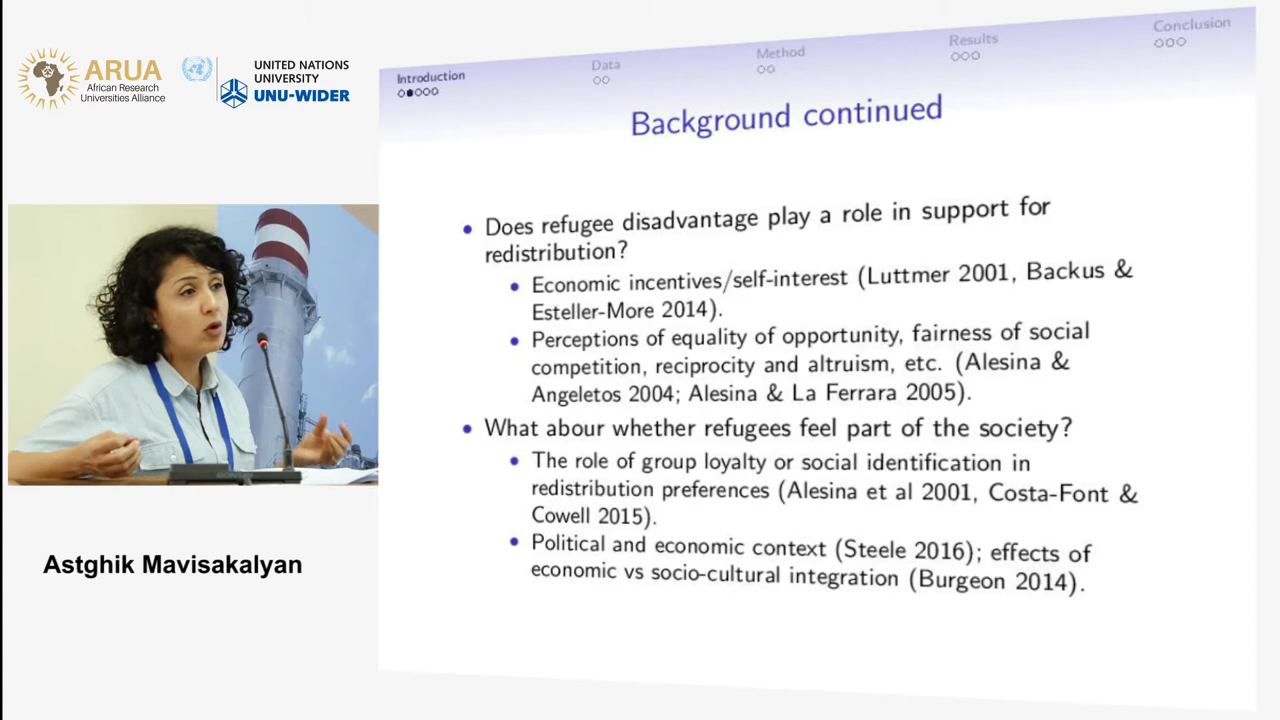 ARUA
African Research
Universities Alliance
UNITED NATIONS
UNIVERSITY
UNU-WIDER
Introduction
Data
Method
Results
Conclusion
Background continued
Does refugee disadvantage play a role in support for
redistribution?
Economic incentives/self-interest (Luttmer 2001, Backus &
Esteller-More 2014).
Perceptions of equality of opportunity, fairness of social
competition, reciprocity and altruism, etc. (Alesina &
Angeletos 2004; Alesina & La Ferrara 2005).
What abour whether refugees feel part of the society?
The role of group loyalty or social identification in
redistribution preferences (Alesina et al 2001, Costa-Font &
Cowell 2015).
Political and economic context (Steele 2016); effects of
economic vs socio-cultural integration (Burgeon 2014).
Astghik Mavisakalyan